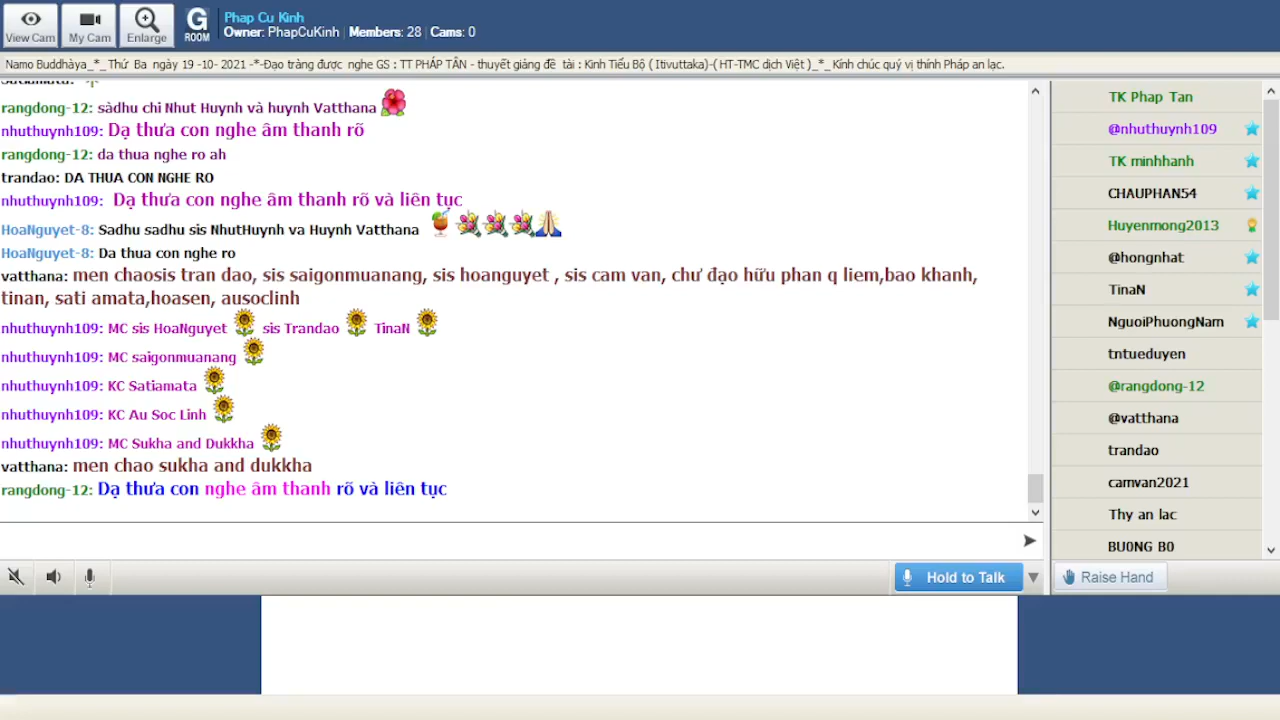 View Cam
My Cam
Enlarge
G
ROOM
Phap Cu Kinh
Owner: PhapCuKinh | Members: 28 | Cams: 0
Namo Buddhàya_*_Thứ Ba ngày 19 -10- 2021 -*-Đạo tràng được nghe GS : TT PHÁP TÂN - thuyết giảng đề tài : Kinh Tiểu Bộ ( Itivuttaka)-( HT-TMC dịch Việt )_*_ Kính chúc quý vị thính Pháp an lạc.
rangdong-12: sàdhu chi Nhut Huynh và huynh Vatthana
nhuthuynh109: Dạ thưa con nghe âm thanh rõ
rangdong-12: da thua nghe ro ah
trandao: DA THUA CON NGHE RO
nhuthuynh109: Dạ thưa con nghe âm thanh rõ và liên tục
HoaNguyet-8: Sadhu sadhu sis NhutHuynh va Huynh Vatthana
HoaNguyet-8: Da thua con nghe ro
vatthana: men chaosis tran dao, sis saigonmuanang, sis hoanguyet , sis cam van, chư đạo hữu phan q liem,bao khanh,
tinan, sati amata,hoasen, ausoclinh
nhuthuynh109: MC sis HoaNguyet sis Trandao TinaN
nhuthuynh109: MC saigonmuanang
nhuthuynh109: KC Satiamata
nhuthuynh109: KC Au Soc Linh
nhuthuynh109: MC Sukha and Dukkha
vatthana: men chao sukha and dukkha
rangdong-12: Dạ thưa con nghe âm thanh rõ và liên tục
Hold to Talk
TK Phap Tan
@nhuthuynh109
TK minhhanh
CHAUPHAN54
Huyenmong2013
@hongnhat
TinaN
NguoiPhuongNam
tntueduyen
@rangdong-12
@vatthana
trandao
camvan2021
Thy an lac
BU0NG B0
Raise Hand